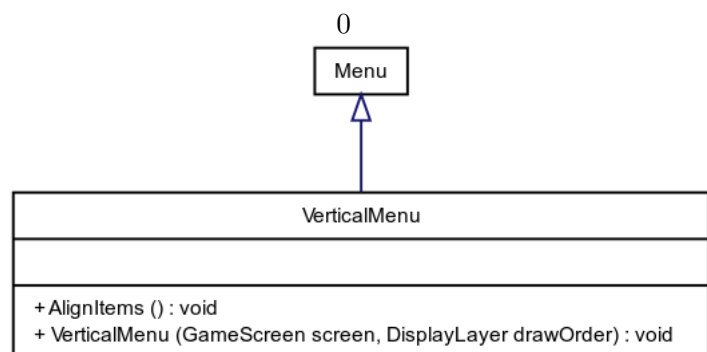 0
Menu
VerticalMenu
+ AlignItems () : void
+ VerticalMenu (GameScreen screen, DisplayLayer drawOrder) : void